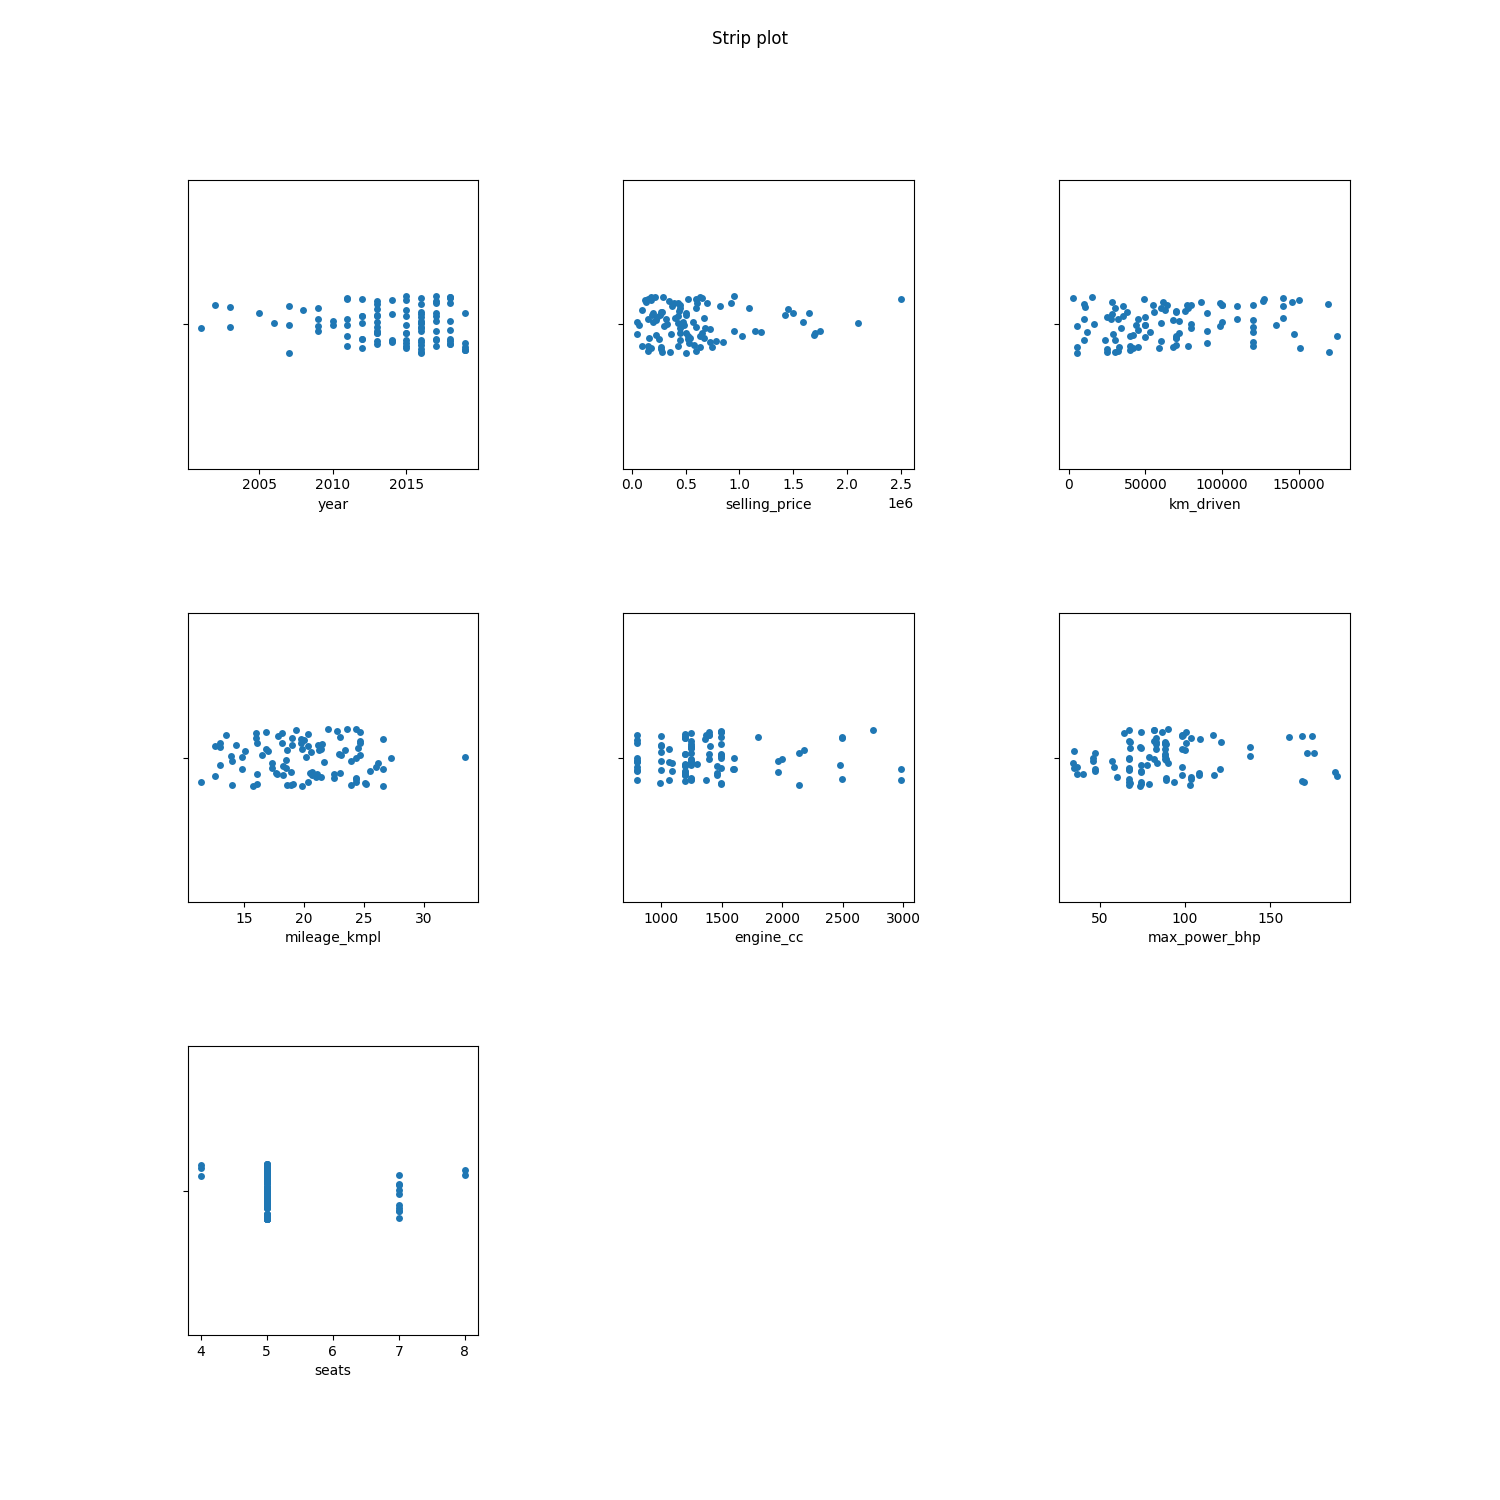 Strip plot
2005 2010 2015
year
0.0 0.5 1.0 1.5 2.0 2.5
selling_price
1e6
0 50000 100000 150000
km_driven
15 20 25 30
mileage_kmpl
1000 1500 2000 2500 3000
engine_cc
50 100 150
max_power_bhp
4 5 6 7 8
seats